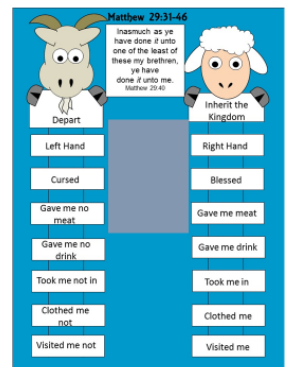 Matthew 29:31-46
Inasmuch as ye
have done it unto
one of the least of
these my brethren,
ye have
done it unto me.
Matthew 29:40
Depart
Left Hand
Cursed
Gave me no
meat
Gave me no
drink
Took me not in
Clothed me
not
Visited me not
Inherit the
Kingdom
Right Hand
Blessed
Gave me meat
Gave me drink
Took me in
Clothed me
Visited me